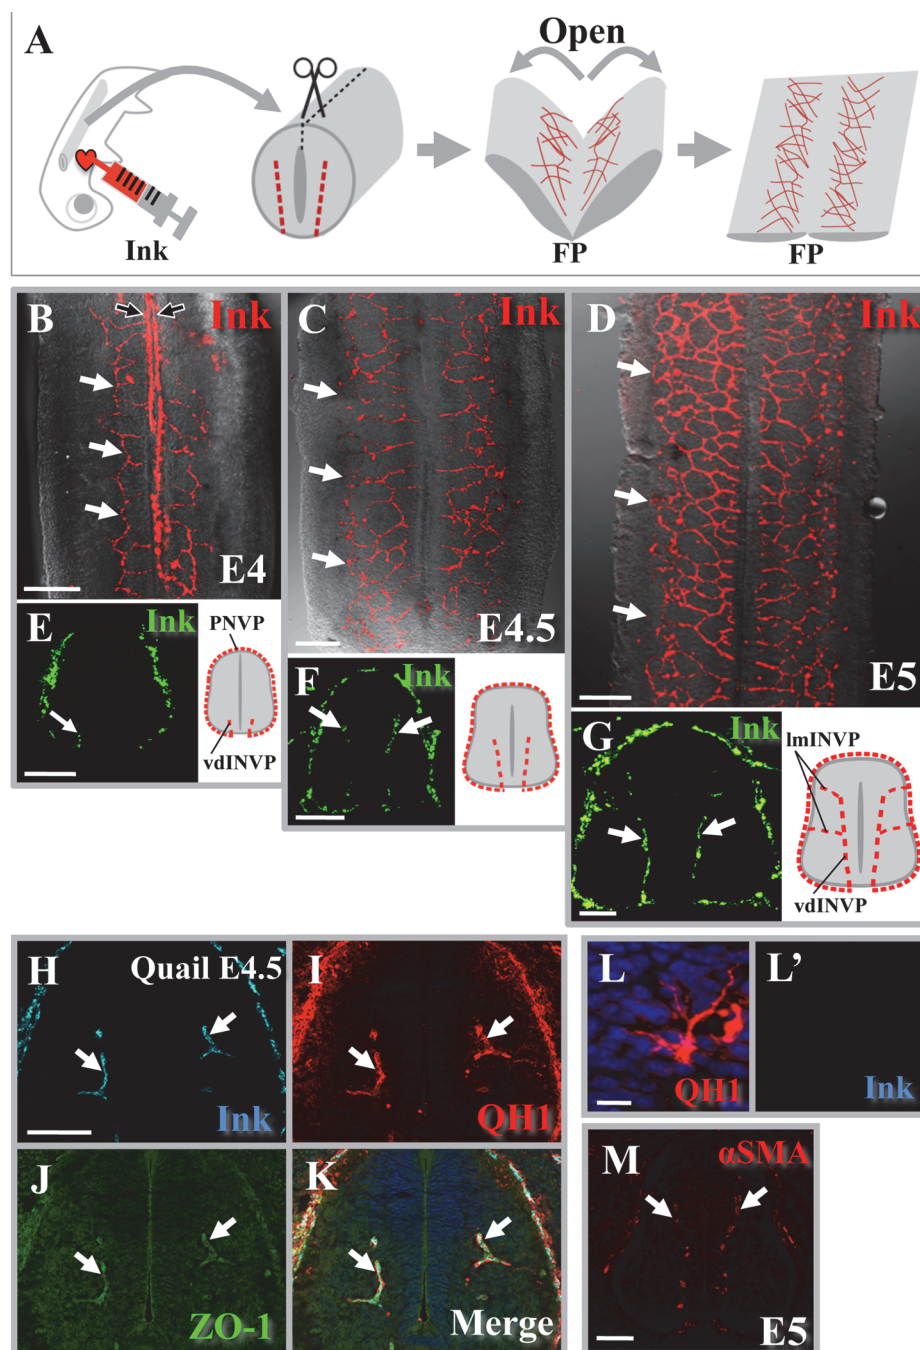 A
Open
Ink
FP
FP
B
Ink
E4
C
Ink
E4.5
D
Ink
E5
E
Ink
PNVP
vdINVP
F
Ink
G
Ink
lmINVP
vdINVP
H
Quail E4.5
Ink
I
QH1
J
ZO-1
K
Merge
L
QH1
L’
Ink
M
αSMA
E5